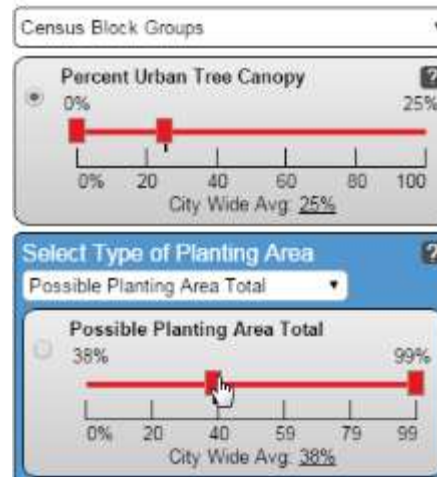 Census Block Groups
Percent Urban Tree Canopy ?
0% 25%
0% 20 40 60 80 100
City Wide Avg: 25%
Select Type of Planting Area ?
Possible Planting Area Total
Possible Planting Area Total
38% 99%
0% 20 40 59 79 99
City Wide Avg: 38%